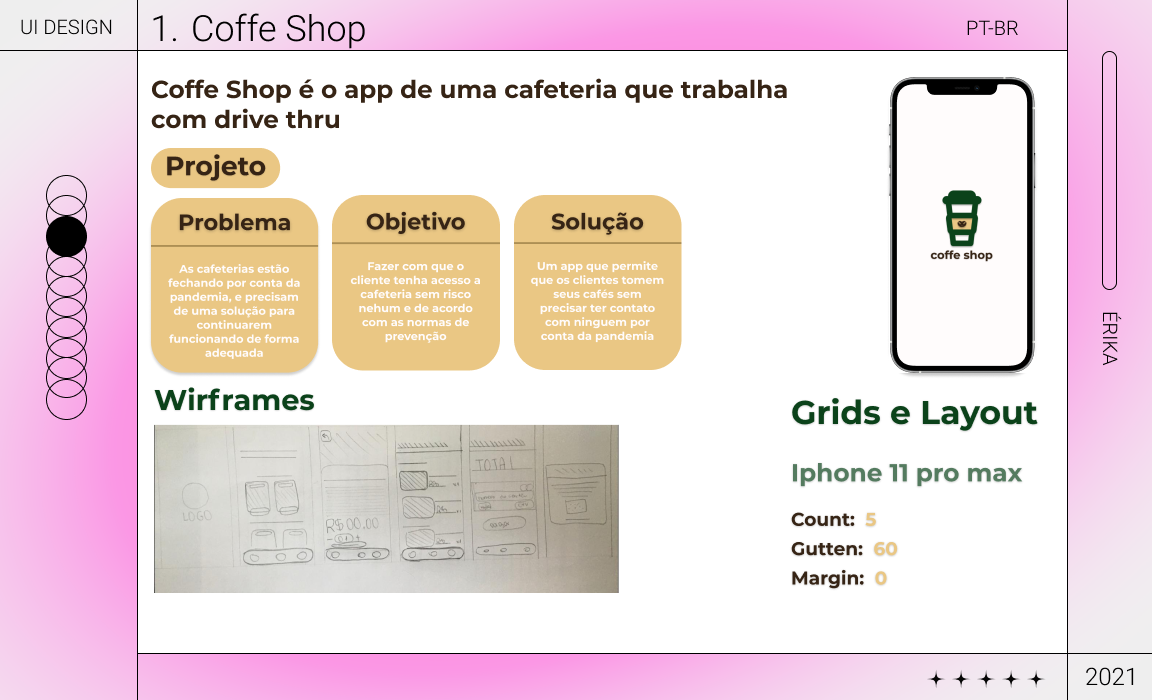 UI DESIGN
1. Coffe Shop
PT-BR
Coffe Shop é o app de uma cafeteria que trabalha
com drive thru
Projeto
Problema
As cafeterias estão
fechando por conta da
pandemia, e precisam
de uma solução para
continuarem
funcionando de forma
adequada
Objetivo
Fazer com que o
cliente tenha acesso a
cafeteria sem risco
nehum e de acordo
com as normas de
prevenção
Solução
Um app que permite
que os clientes tomem
seus cafés sem
precisar ter contato
com ninguem por
conta da pandemia
coffe shop
ÉRIKA
Wirframes
LOGO
R$00,00
TOTAL
Grids e Layout
Iphone 11 pro max
Count: 5
Gutten: 60
Margin: 0
2021